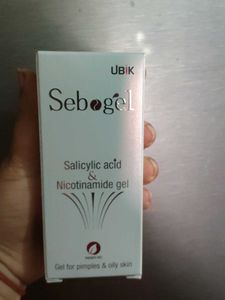 UBIK
Sebogel
Salicylic acid
&
Nicotinamide gel
Gel for pimples & oily skin